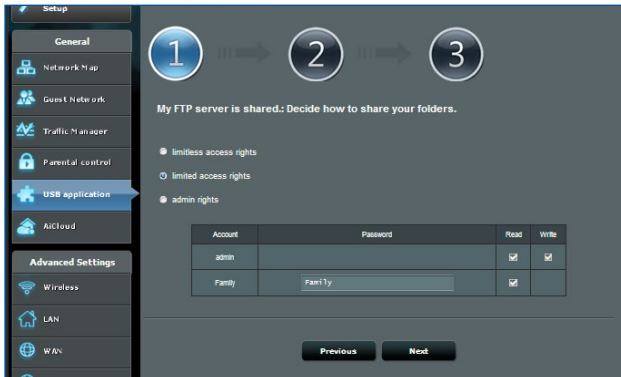 Setup
General
Network Map
Guest Network
Traffic Manager
Parental control
USB application
AiCloud
Advanced Settings
Wireless
LAN
WAN
1 2 3
My FTP server is shared.: Decide how to share your folders.
limitless access rights
limited access rights
admin rights
Account Password Read Write
admin
Family Family
Previous Next